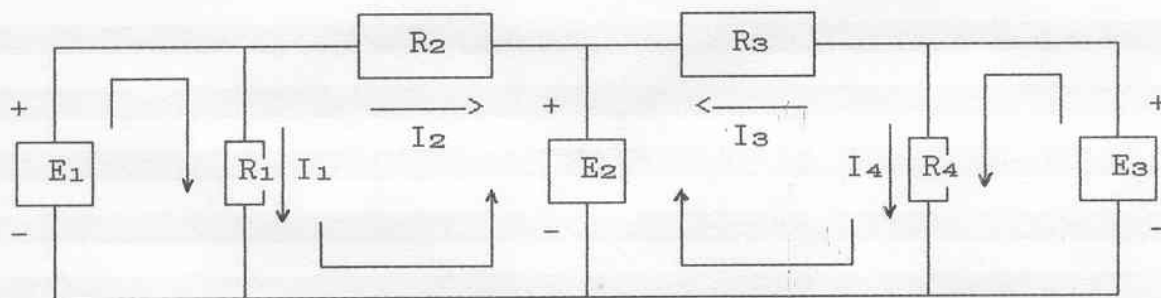 R2 R3
+ + +
I2 I3
E1 R1 I1 E2 I4 R4 E3
- - -